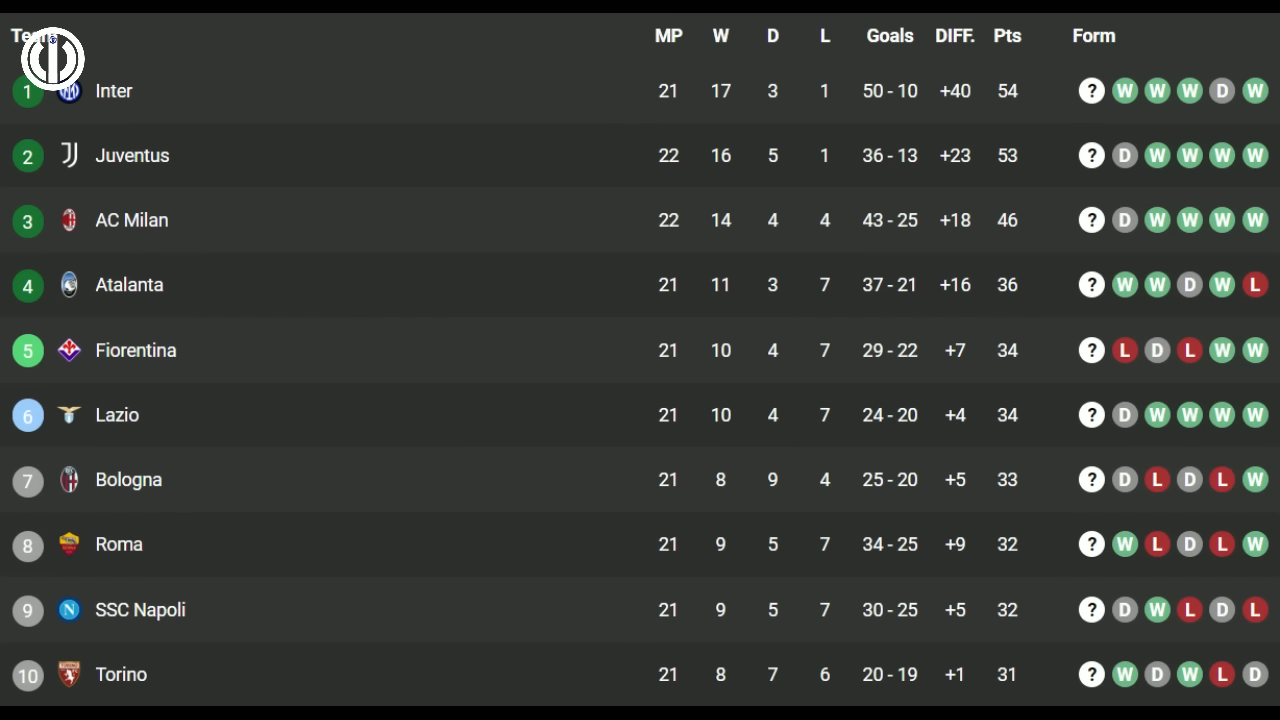 Team MP W D L Goals DIFF. Pts Form
1 Inter 21 17 3 1 50 - 10 +40 54 ? W W W D W
2 Juventus 22 16 5 1 36 - 13 +23 53 ? D W W W W
3 AC Milan 22 14 4 4 43 - 25 +18 46 ? D W W W W
4 Atalanta 21 11 3 7 37 - 21 +16 36 ? W W D W L
5 Fiorentina 21 10 4 7 29 - 22 +7 34 ? L D L W W
6 Lazio 21 10 4 7 24 - 20 +4 34 ? D W W W W
7 Bologna 21 8 9 4 25 - 20 +5 33 ? D L D L W
8 Roma 21 9 5 7 34 - 25 +9 32 ? W L D L W
9 SSC Napoli 21 9 5 7 30 - 25 +5 32 ? D W L D L
10 Torino 21 8 7 6 20 - 19 +1 31 ? W D W L D